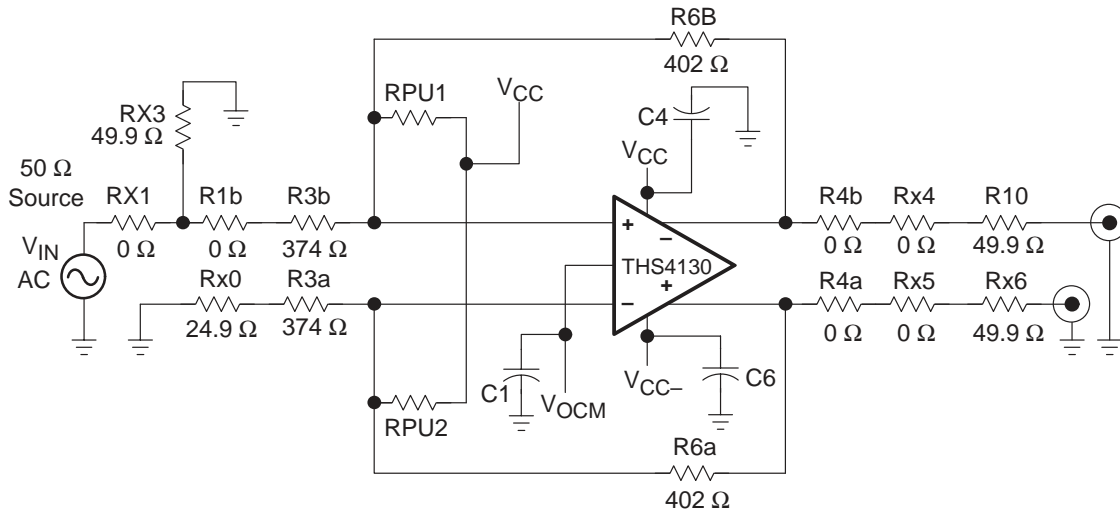 R6B
402 Ω
RPU1
VCC
C4
RX3
49.9 Ω
VCC
50 Ω
Source
RX1
0 Ω
R1b
0 Ω
R3b
374 Ω
R4b
0 Ω
Rx4
0 Ω
R10
49.9 Ω
VIN
AC
+
−
THS4130
+
−
Rx0
24.9 Ω
R3a
374 Ω
R4a
0 Ω
Rx5
0 Ω
Rx6
49.9 Ω
C1
VOCM
VCC−
C6
RPU2
R6a
402 Ω